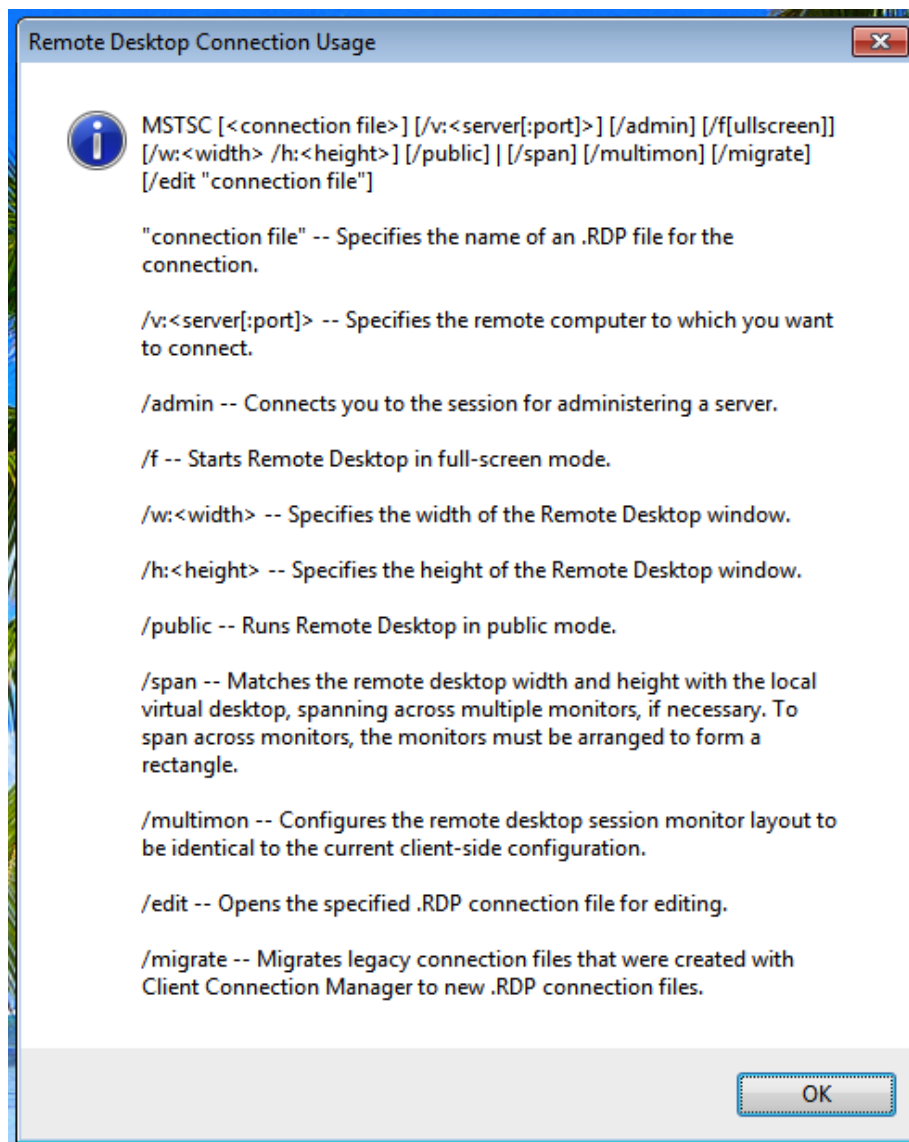 Remote Desktop Connection Usage
MSTSC [<connection file>] [/v:<server[:port]>] [/admin] [/f[ullscreen]]
[/w:<width> /h:<height>] [/public] | [/span] [/multimon] [/migrate]
[/edit "connection file"]
"connection file" -- Specifies the name of an .RDP file for the
connection.
/v:<server[:port]> -- Specifies the remote computer to which you want
to connect.
/admin -- Connects you to the session for administering a server.
/f -- Starts Remote Desktop in full-screen mode.
/w:<width> -- Specifies the width of the Remote Desktop window.
/h:<height> -- Specifies the height of the Remote Desktop window.
/public -- Runs Remote Desktop in public mode.
/span -- Matches the remote desktop width and height with the local
virtual desktop, spanning across multiple monitors, if necessary. To
span across monitors, the monitors must be arranged to form a
rectangle.
/multimon -- Configures the remote desktop session monitor layout to
be identical to the current client-side configuration.
/edit -- Opens the specified .RDP connection file for editing.
/migrate -- Migrates legacy connection files that were created with
Client Connection Manager to new .RDP connection files.
OK